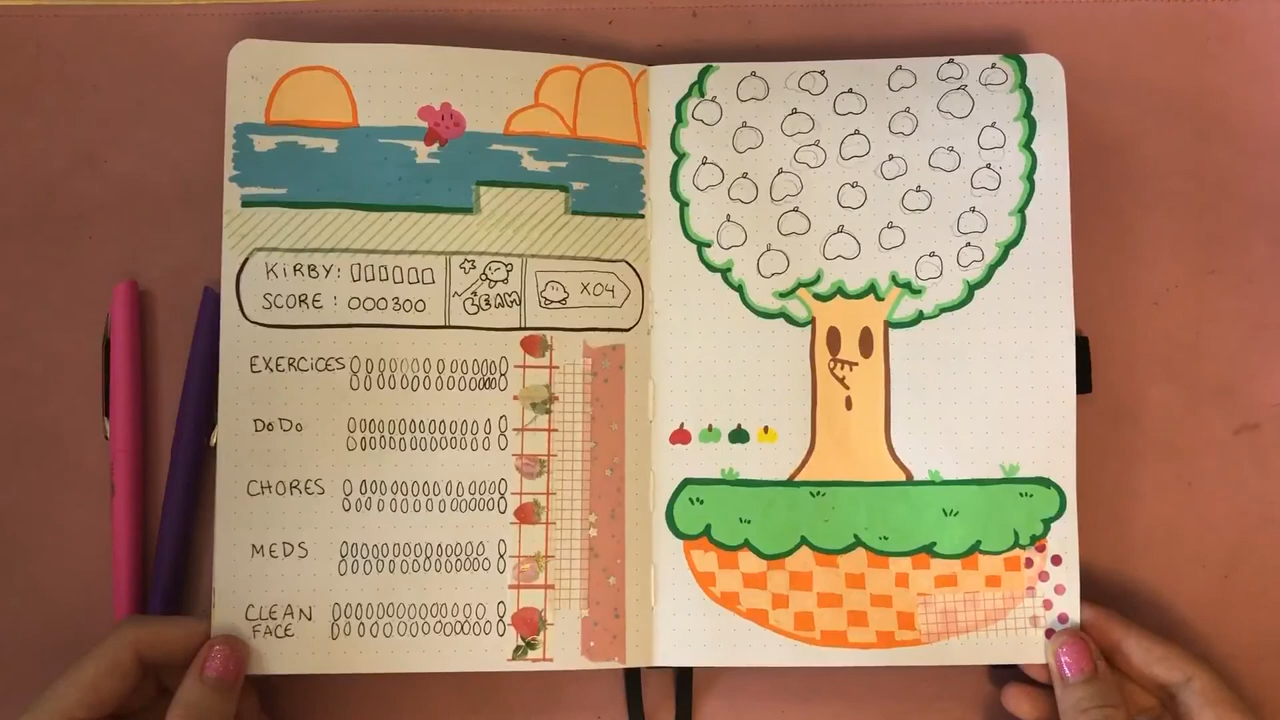 KIRBY:
SCORE : 000300
BEAM
X04
EXERCICES
DODO
CHORES
MEDS
CLEAN
FACE